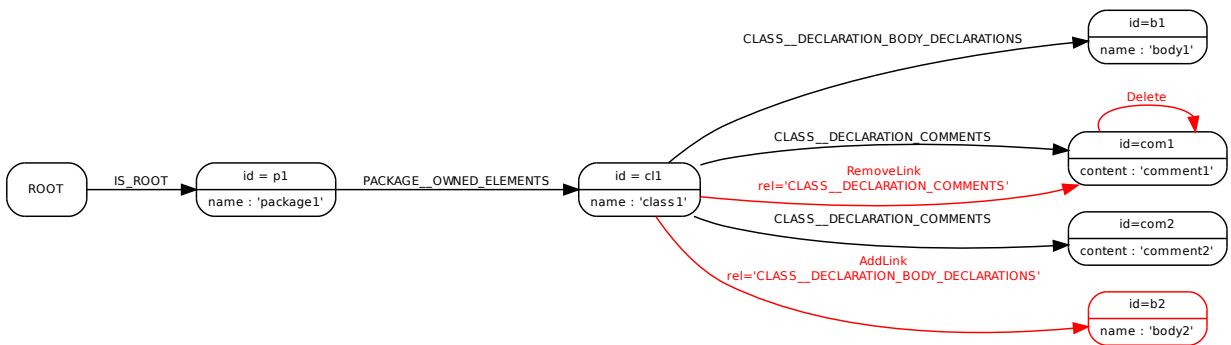 ROOT
IS_ROOT
id = p1
name : 'package1'
PACKAGE__OWNED_ELEMENTS
id = cl1
name : 'class1'
CLASS__DECLARATION_BODY_DECLARATIONS
id=b1
name : 'body1'
Delete
CLASS__DECLARATION_COMMENTS
id=com1
content : 'comment1'
RemoveLink
rel='CLASS__DECLARATION_COMMENTS'
CLASS__DECLARATION_COMMENTS
id=com2
content : 'comment2'
AddLink
rel='CLASS__DECLARATION_BODY_DECLARATIONS'
id=b2
name : 'body2'